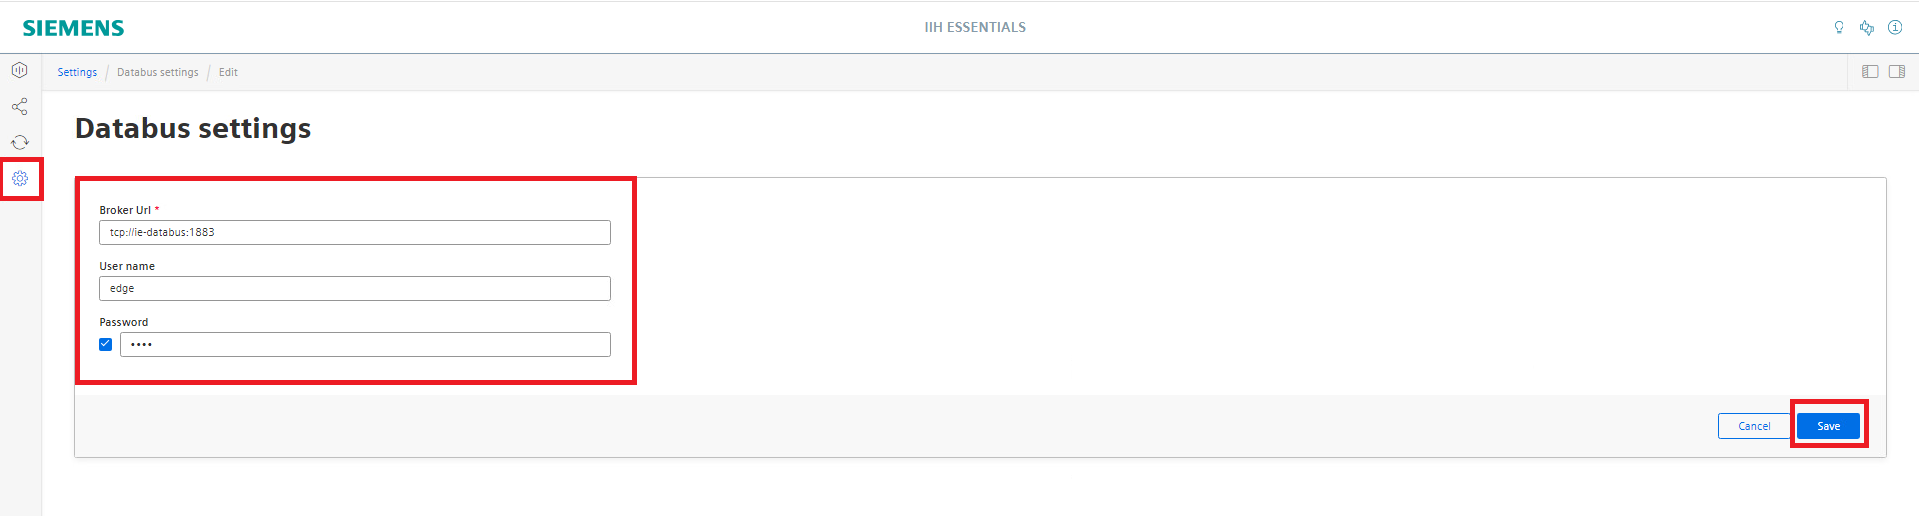 SIEMENS
IIH ESSENTIALS
Settings / Databus settings / Edit
Databus settings
Broker Url *
tcp://ie-databus:1883
User name
edge
Password
••••
Cancel
Save